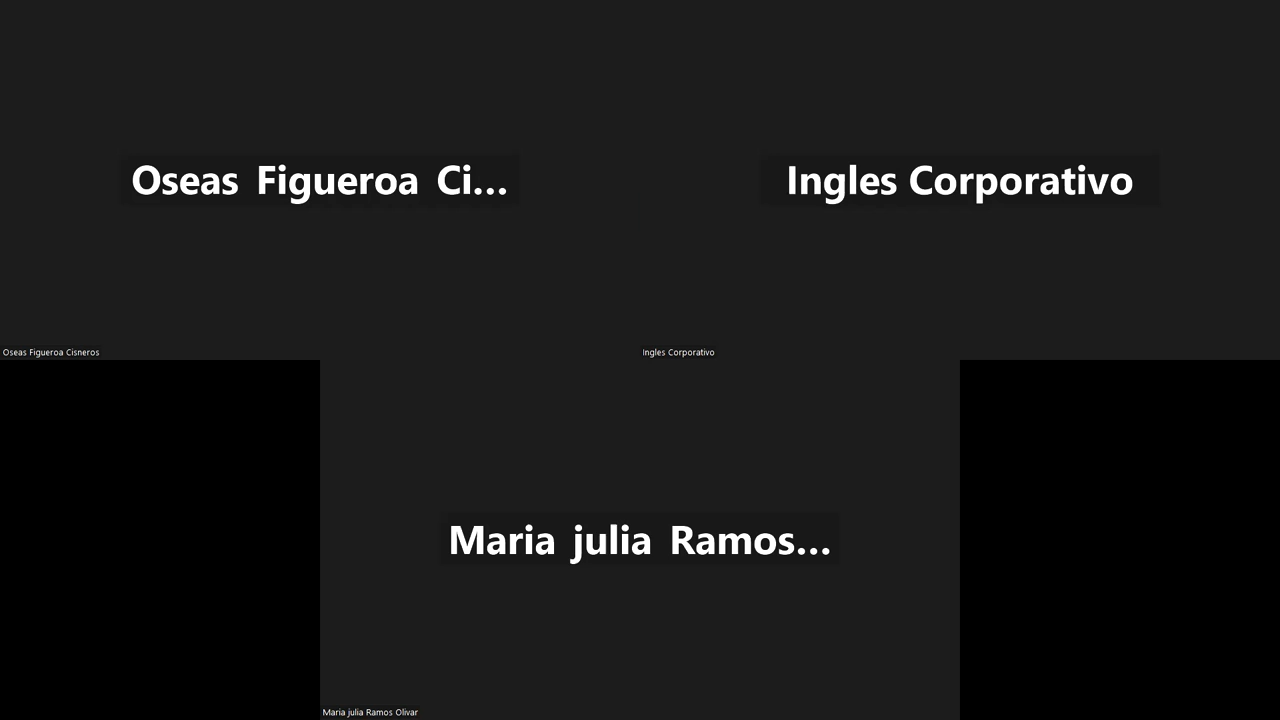 Oseas Figueroa Ci...
Ingles Corporativo
Oseas Figueroa Cisneros
Ingles Corporativo
Maria julia Ramos...
Maria julia Ramos Olivar